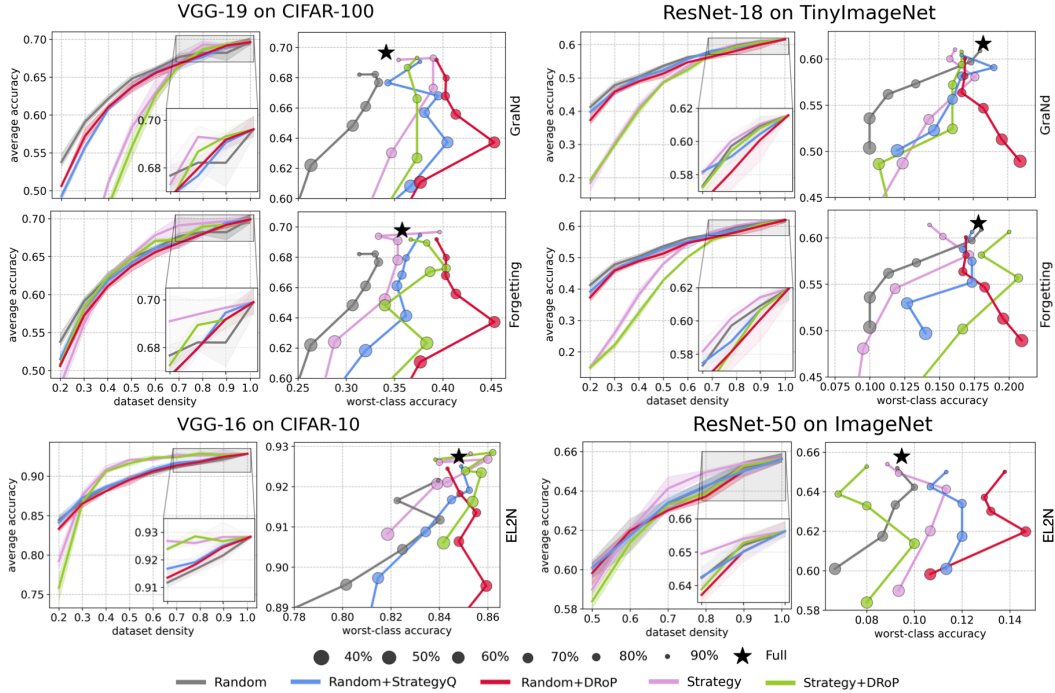 VGG-19 on CIFAR-100
ResNet-18 on TinyImageNet
average accuracy
0.70
0.65
0.60
0.55
0.50
0.70
0.68
0.70
0.68
0.66
0.64
0.62
0.60
GraNd
average accuracy
0.6
0.5
0.4
0.3
0.2
0.62
0.60
0.58
0.60
0.55
0.50
0.45
GraNd
average accuracy
0.70
0.65
0.60
0.55
0.50
0.70
0.68
0.2 0.3 0.4 0.5 0.6 0.7 0.8 0.9 1.0
dataset density
0.70
0.68
0.66
0.64
0.62
0.60
0.25 0.30 0.35 0.40 0.45
worst-class accuracy
Forgetting
average accuracy
0.6
0.5
0.4
0.3
0.2
0.62
0.60
0.58
0.2 0.3 0.4 0.5 0.6 0.7 0.8 0.9 1.0
dataset density
0.60
0.55
0.50
0.45
0.075 0.100 0.125 0.150 0.175 0.200
worst-class accuracy
Forgetting
VGG-16 on CIFAR-10
ResNet-50 on ImageNet
average accuracy
0.90
0.85
0.80
0.75
0.93
0.92
0.91
0.2 0.3 0.4 0.5 0.6 0.7 0.8 0.9 1.0
dataset density
0.93
0.92
0.91
0.90
0.89
0.78 0.80 0.82 0.84 0.86
worst-class accuracy
EL2N
average accuracy
0.66
0.64
0.62
0.60
0.58
0.66
0.65
0.64
0.5 0.6 0.7 0.8 0.9 1.0
dataset density
0.66
0.64
0.62
0.60
0.58
0.08 0.10 0.12 0.14
worst-class accuracy
EL2N
40% 50% 60% 70% 80% 90% Full
Random Random+StrategyQ Random+DRoP Strategy Strategy+DRoP